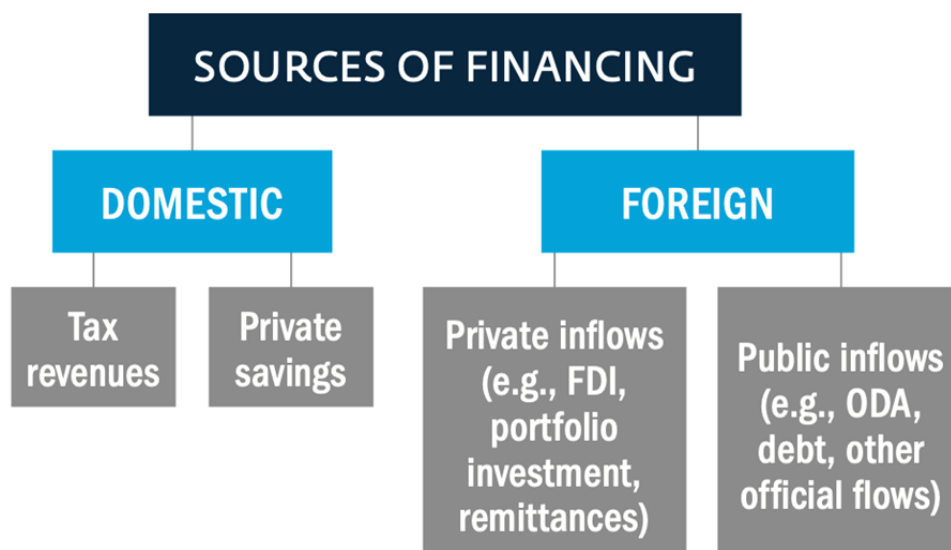 SOURCES OF FINANCING
DOMESTIC
FOREIGN
Tax
revenues
Private
savings
Private inflows
(e.g., FDI,
portfolio
investment,
remittances)
Public inflows
(e.g., ODA,
debt, other
official flows)